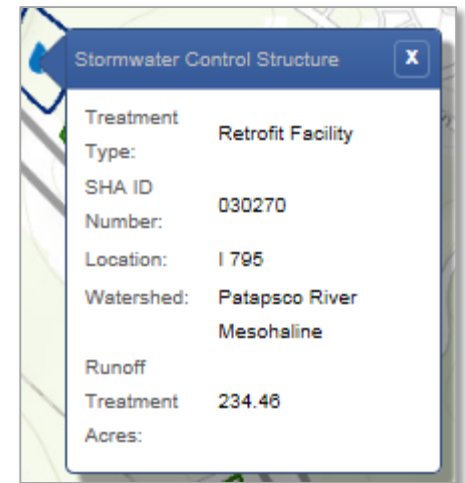 Stormwater Control Structure X
Treatment
Type: Retrofit Facility
SHA ID
Number: 030270
Location: I 795
Watershed: Patapsco River
Mesohaline
Runoff
Treatment 234.46
Acres: